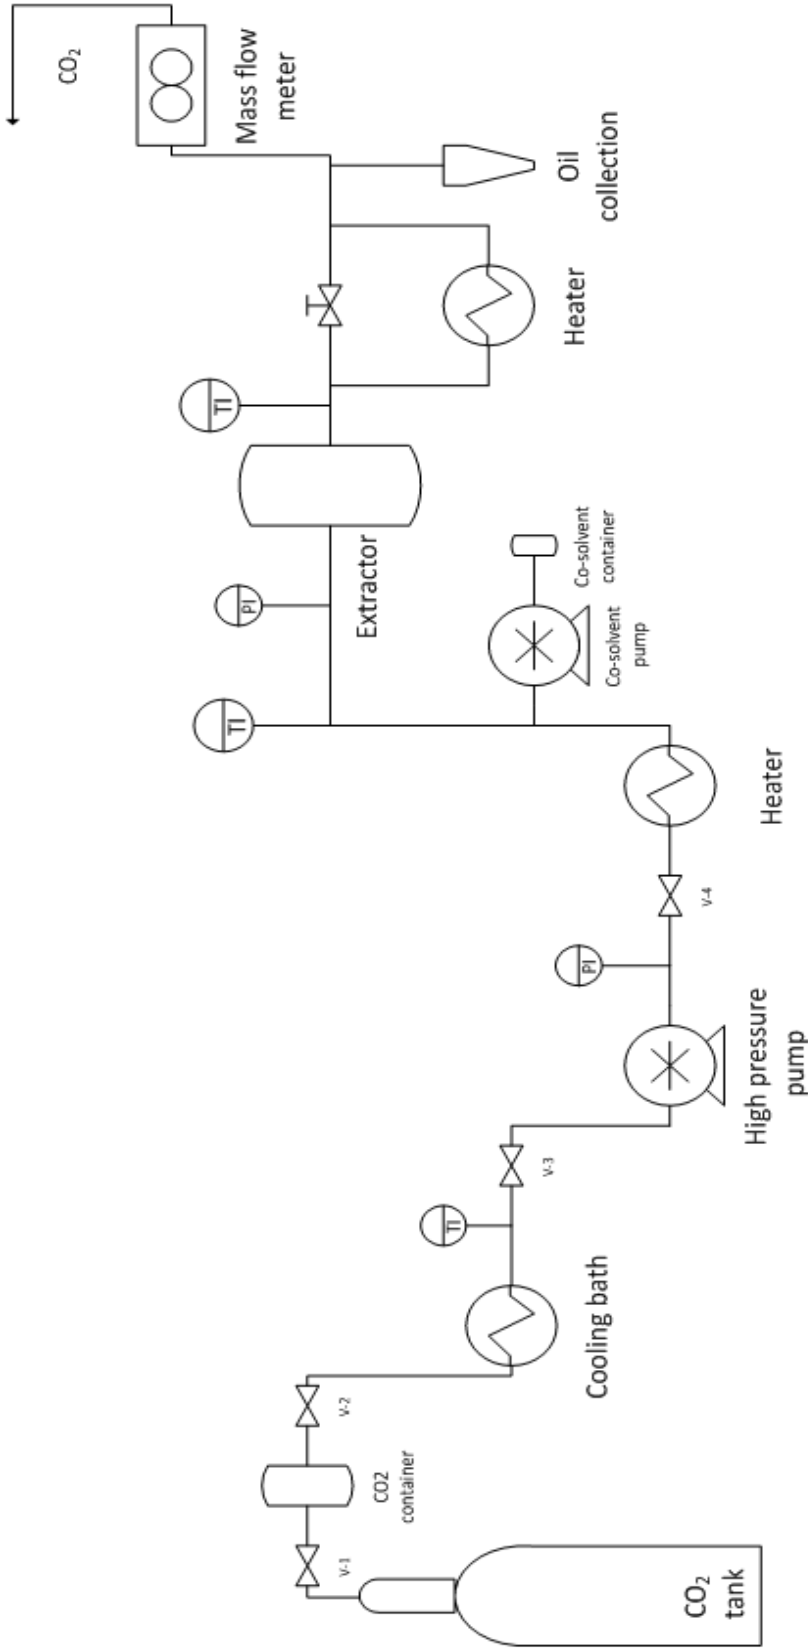 CO₂
tank
V-1
CO2
container
V-2
Cooling bath
TI
V-3
High pressure
pump
PI
V-4
Heater
TI
Co-solvent
pump
Co-solvent
container
PI
Extractor
TI
Heater
Oil
collection
Mass flow
meter
CO₂